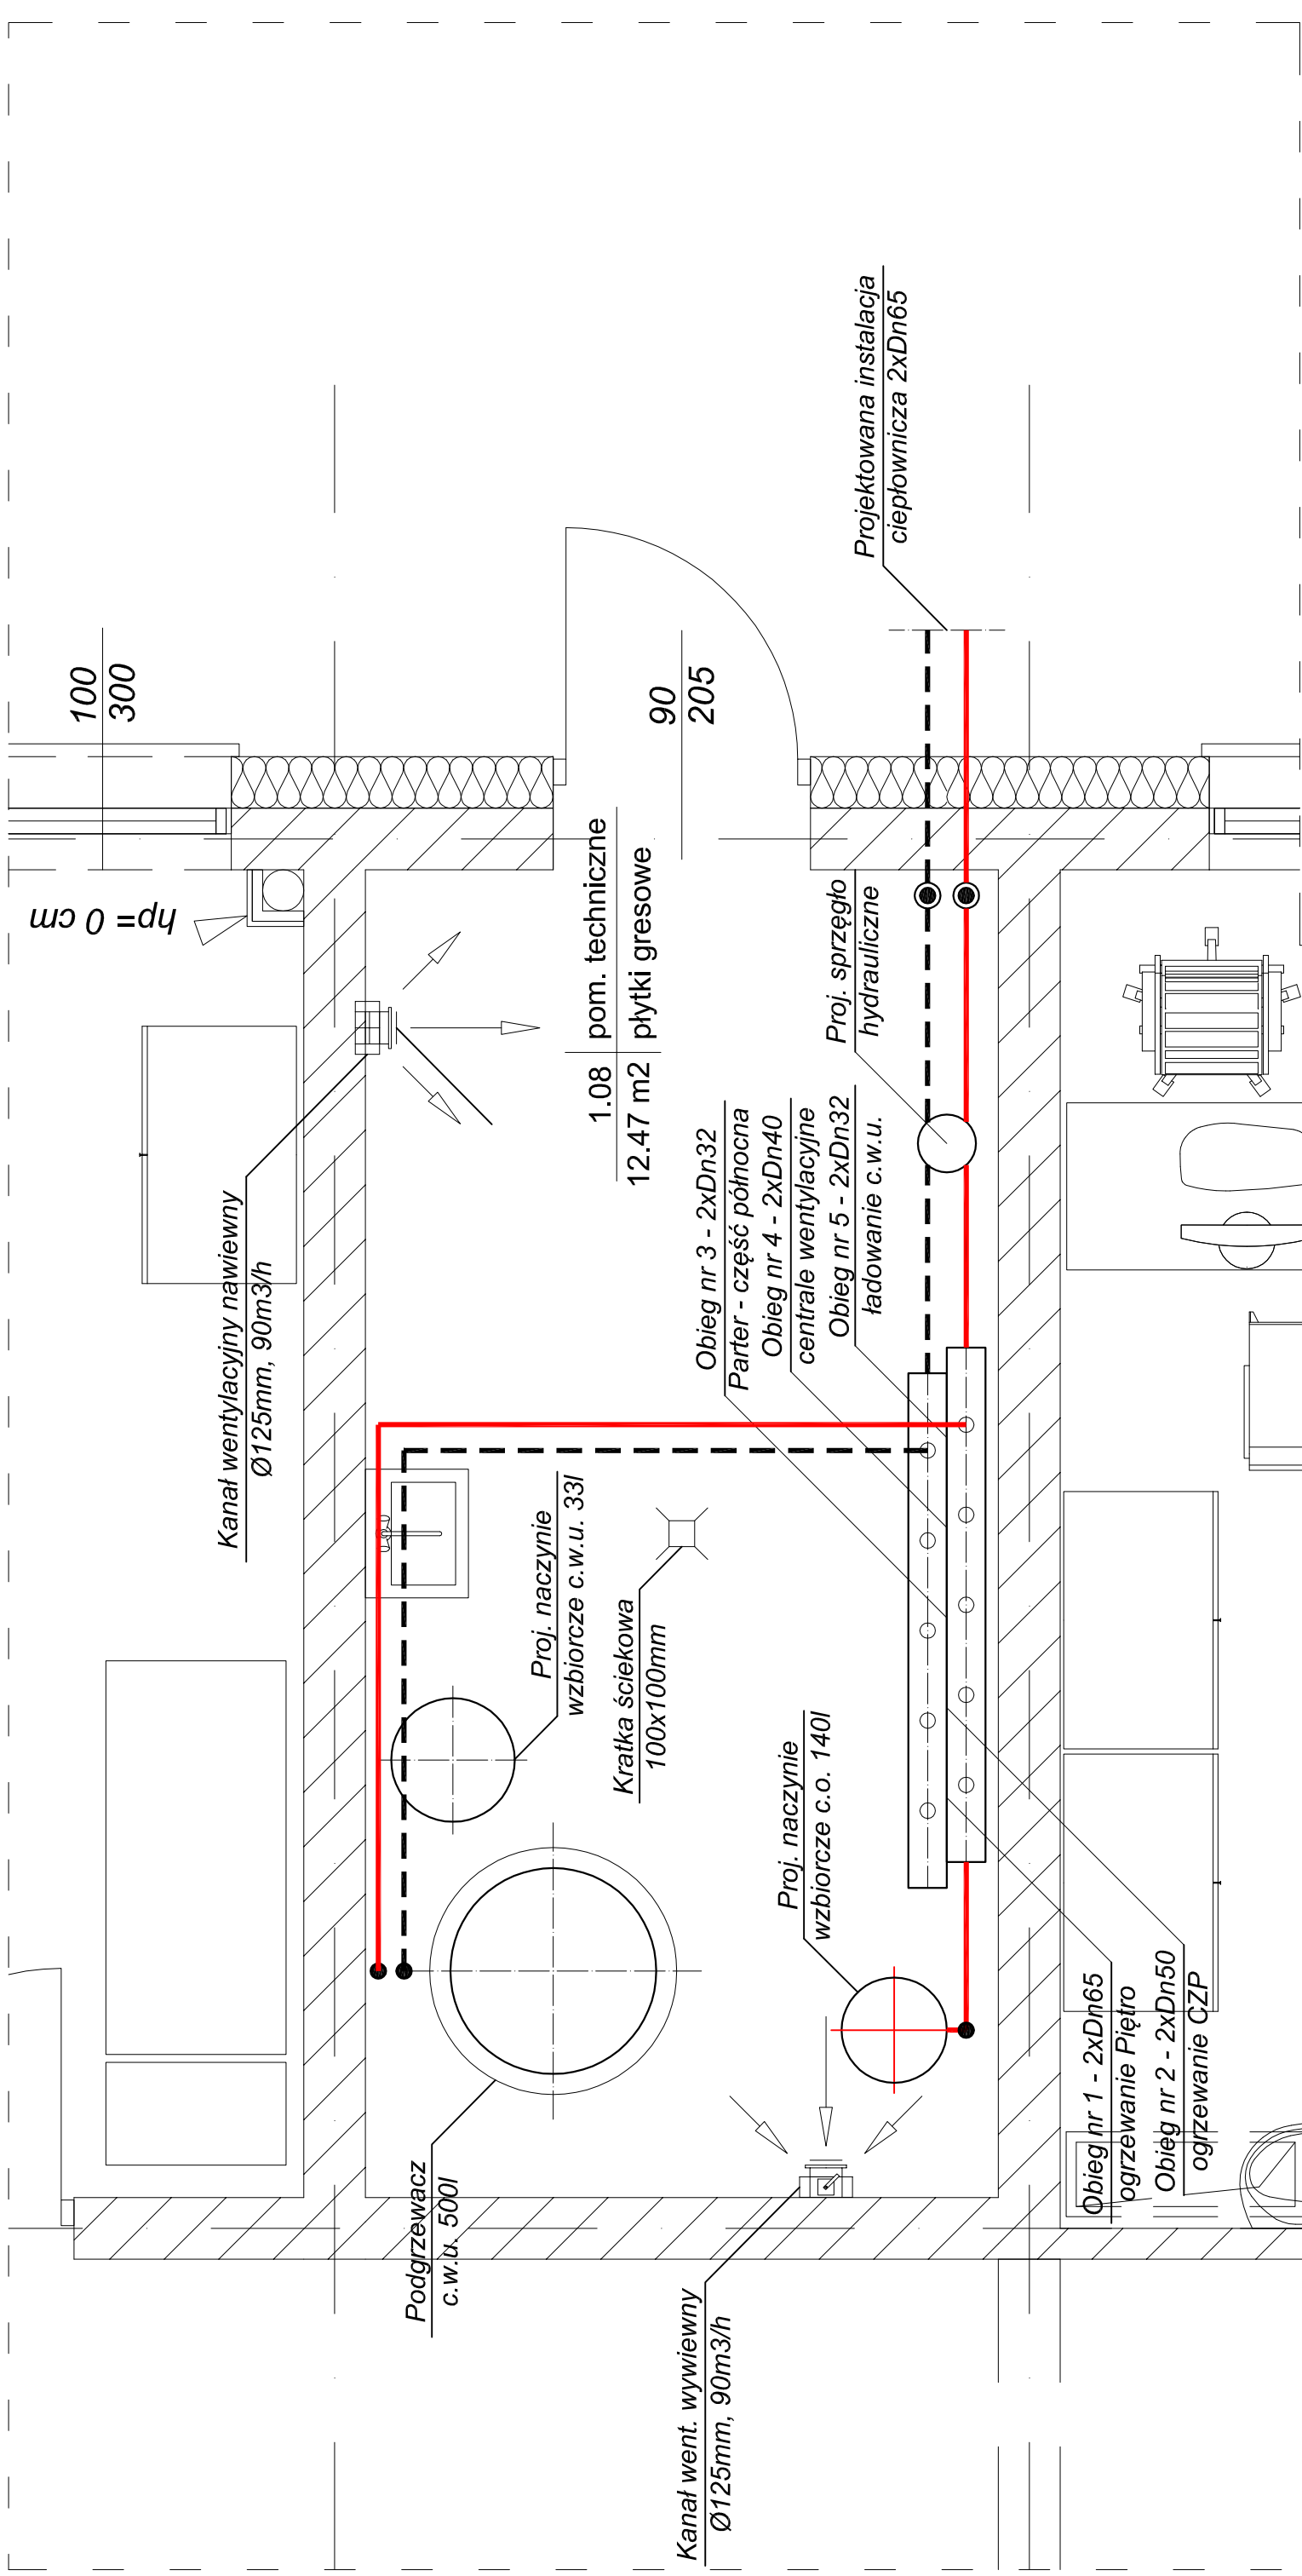 100
300
hp= 0 cm
Kanał wentylacyjny nawiewny
Ø125mm, 90m3/h
90
205
1.08 pom. techniczne
12.47 m2 płytki gresowe
Projektowana instalacja
ciepłownicza 2xDn65
Proj. sprzęgło
hydrauliczne
Obieg nr 3 - 2xDn32
Parter - część północna
Obieg nr 4 - 2xDn40
centrale wentylacyjne
Obieg nr 5 - 2xDn32
ładowanie c.w.u.
Proj. naczynie
wzbiorcze c.w.u. 33l
Kratka ściekowa
100x100mm
Proj. naczynie
wzbiorcze c.o. 140l
Podgrzewacz
c.w.u. 500l
Kanał went. wywiewny
Ø125mm, 90m3/h
Obieg nr 1 - 2xDn65
ogrzewanie Piętro
Obieg nr 2 - 2xDn50
ogrzewanie CZP